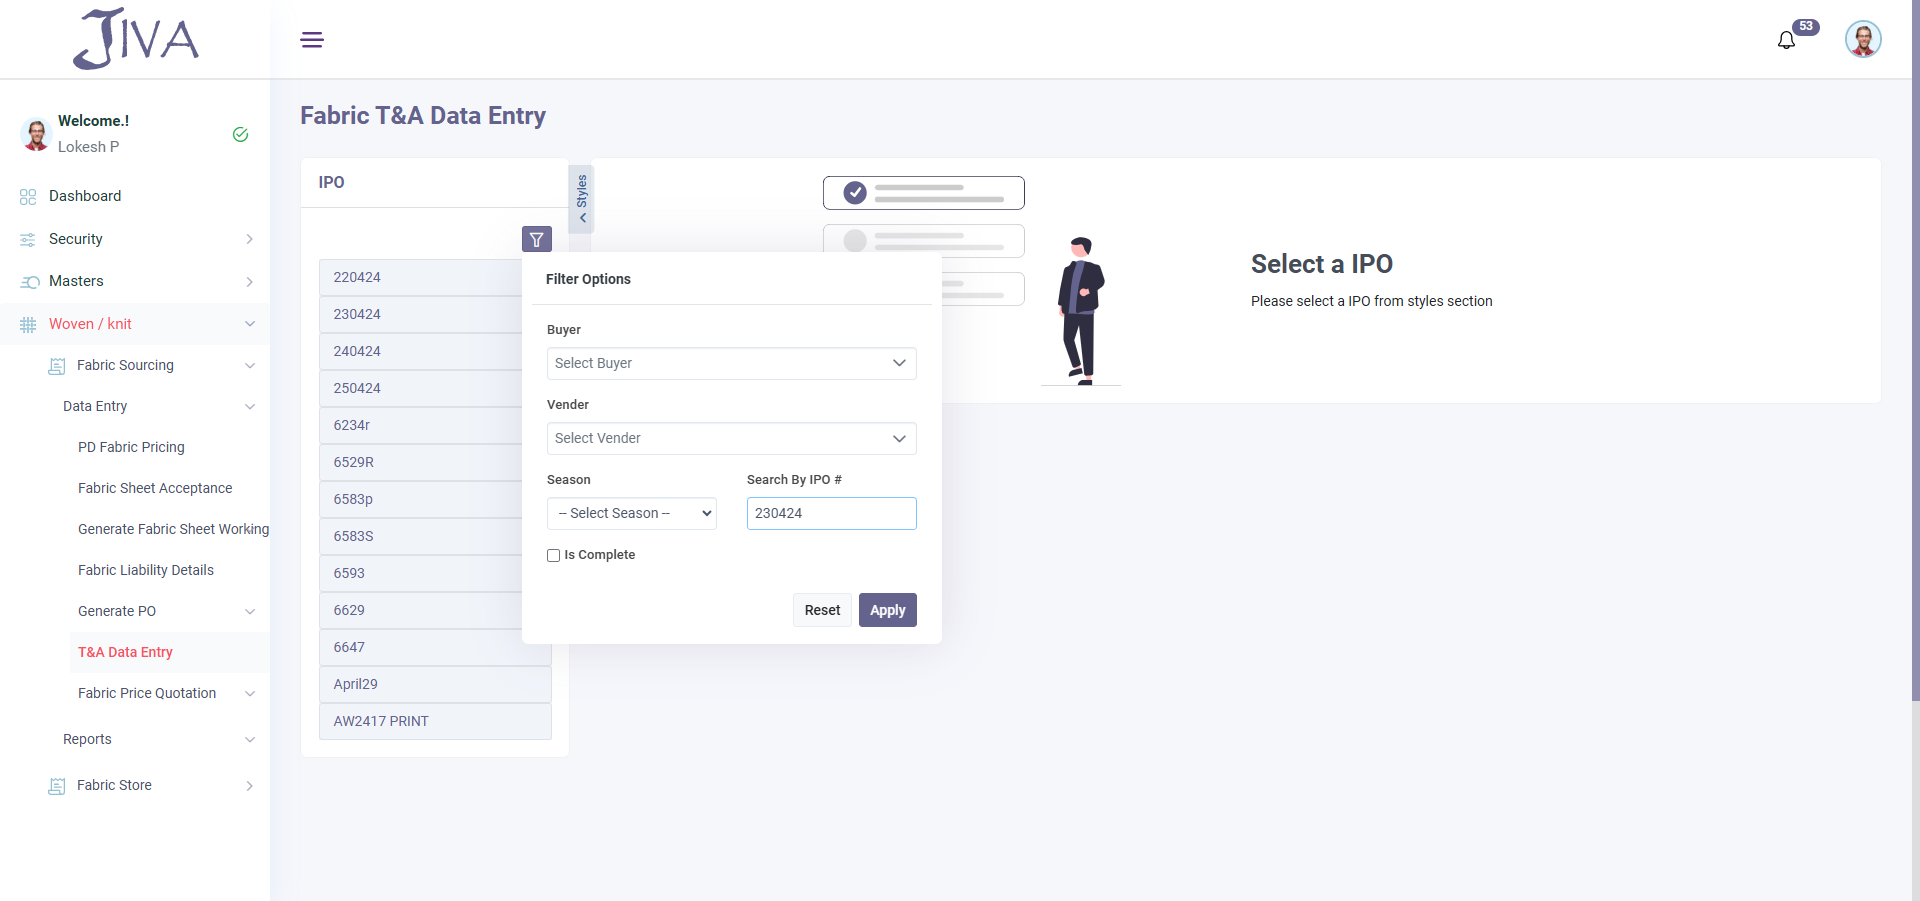 JIVA
53
Welcome.!
Lokesh P
Dashboard
Security
Masters
Woven / knit
Fabric Sourcing
Data Entry
PD Fabric Pricing
Fabric Sheet Acceptance
Generate Fabric Sheet Working
Fabric Liability Details
Generate PO
T&A Data Entry
Fabric Price Quotation
Reports
Fabric Store
Fabric T&A Data Entry
IPO
Styles
220424
230424
240424
250424
6234r
6529R
6583p
6583S
6593
6629
6647
April29
AW2417 PRINT
Filter Options
Buyer
Select Buyer
Vender
Select Vender
Season
Search By IPO #
-- Select Season --
230424
Is Complete
Reset
Apply
Select a IPO
Please select a IPO from styles section